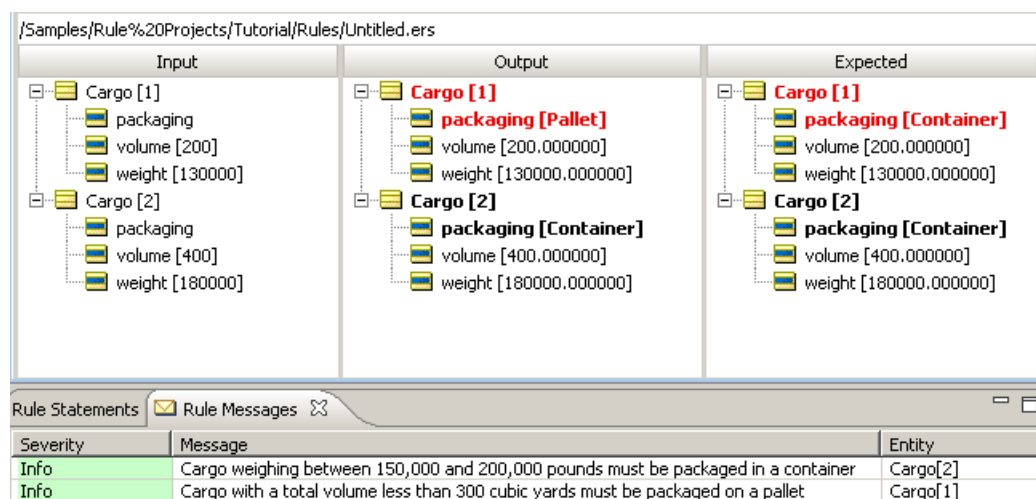 /Samples/Rule%20Projects/Tutorial/Rules/Untitled.ers
Input Output Expected
Cargo [1] Cargo [1] Cargo [1]
packaging packaging [Pallet] packaging [Container]
volume [200] volume [200.000000] volume [200.000000]
weight [130000] weight [130000.000000] weight [130000.000000]
Cargo [2] Cargo [2] Cargo [2]
packaging packaging [Container] packaging [Container]
volume [400] volume [400.000000] volume [400.000000]
weight [180000] weight [180000.000000] weight [180000.000000]
Rule Statements Rule Messages
Severity Message Entity
Info Cargo weighing between 150,000 and 200,000 pounds must be packaged in a container Cargo[2]
Info Cargo with a total volume less than 300 cubic yards must be packaged on a pallet Cargo[1]